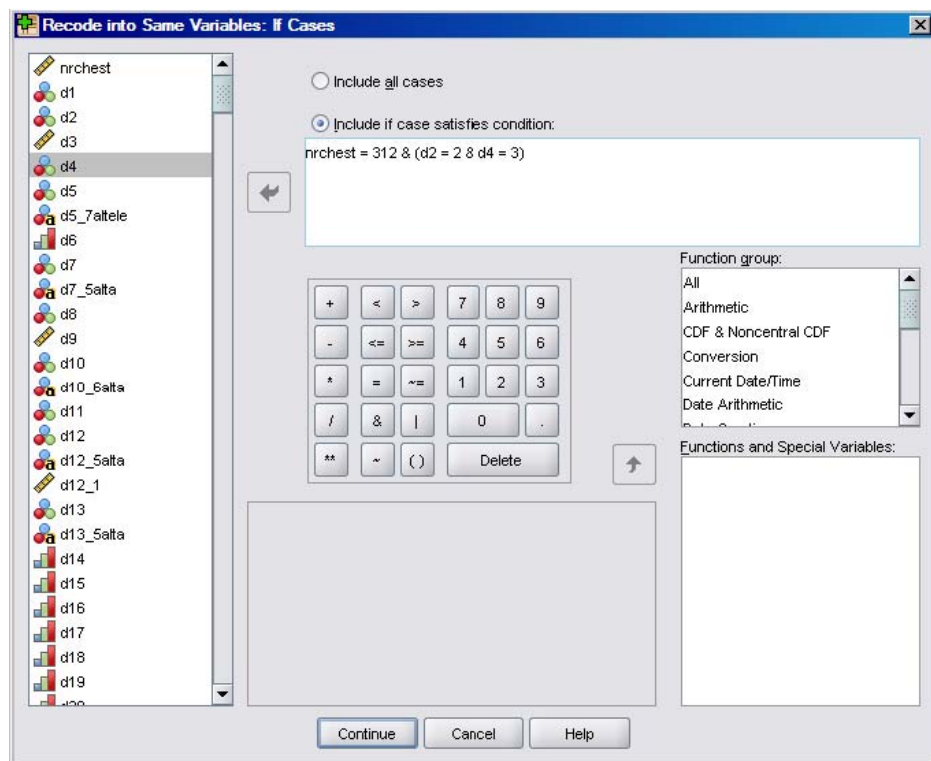 Recode into Same Variables: If Cases
nrchest
d1
d2
d3
d4
d5
d5_7altele
d6
d7
d7_5alta
d8
d9
d10
d10_6alta
d11
d12
d12_5alta
d12_1
d13
d13_5alta
d14
d15
d16
d17
d18
d19
Include all cases
Include if case satisfies condition:
nrchest = 312 & (d2 = 2 & d4 = 3)
+ < > 7 8 9
- <= >= 4 5 6
* = ~= 1 2 3
/ & | 0 .
** ~ ( ) Delete
Function group:
All
Arithmetic
CDF & Noncentral CDF
Conversion
Current Date/Time
Date Arithmetic
Functions and Special Variables:
Continue Cancel Help